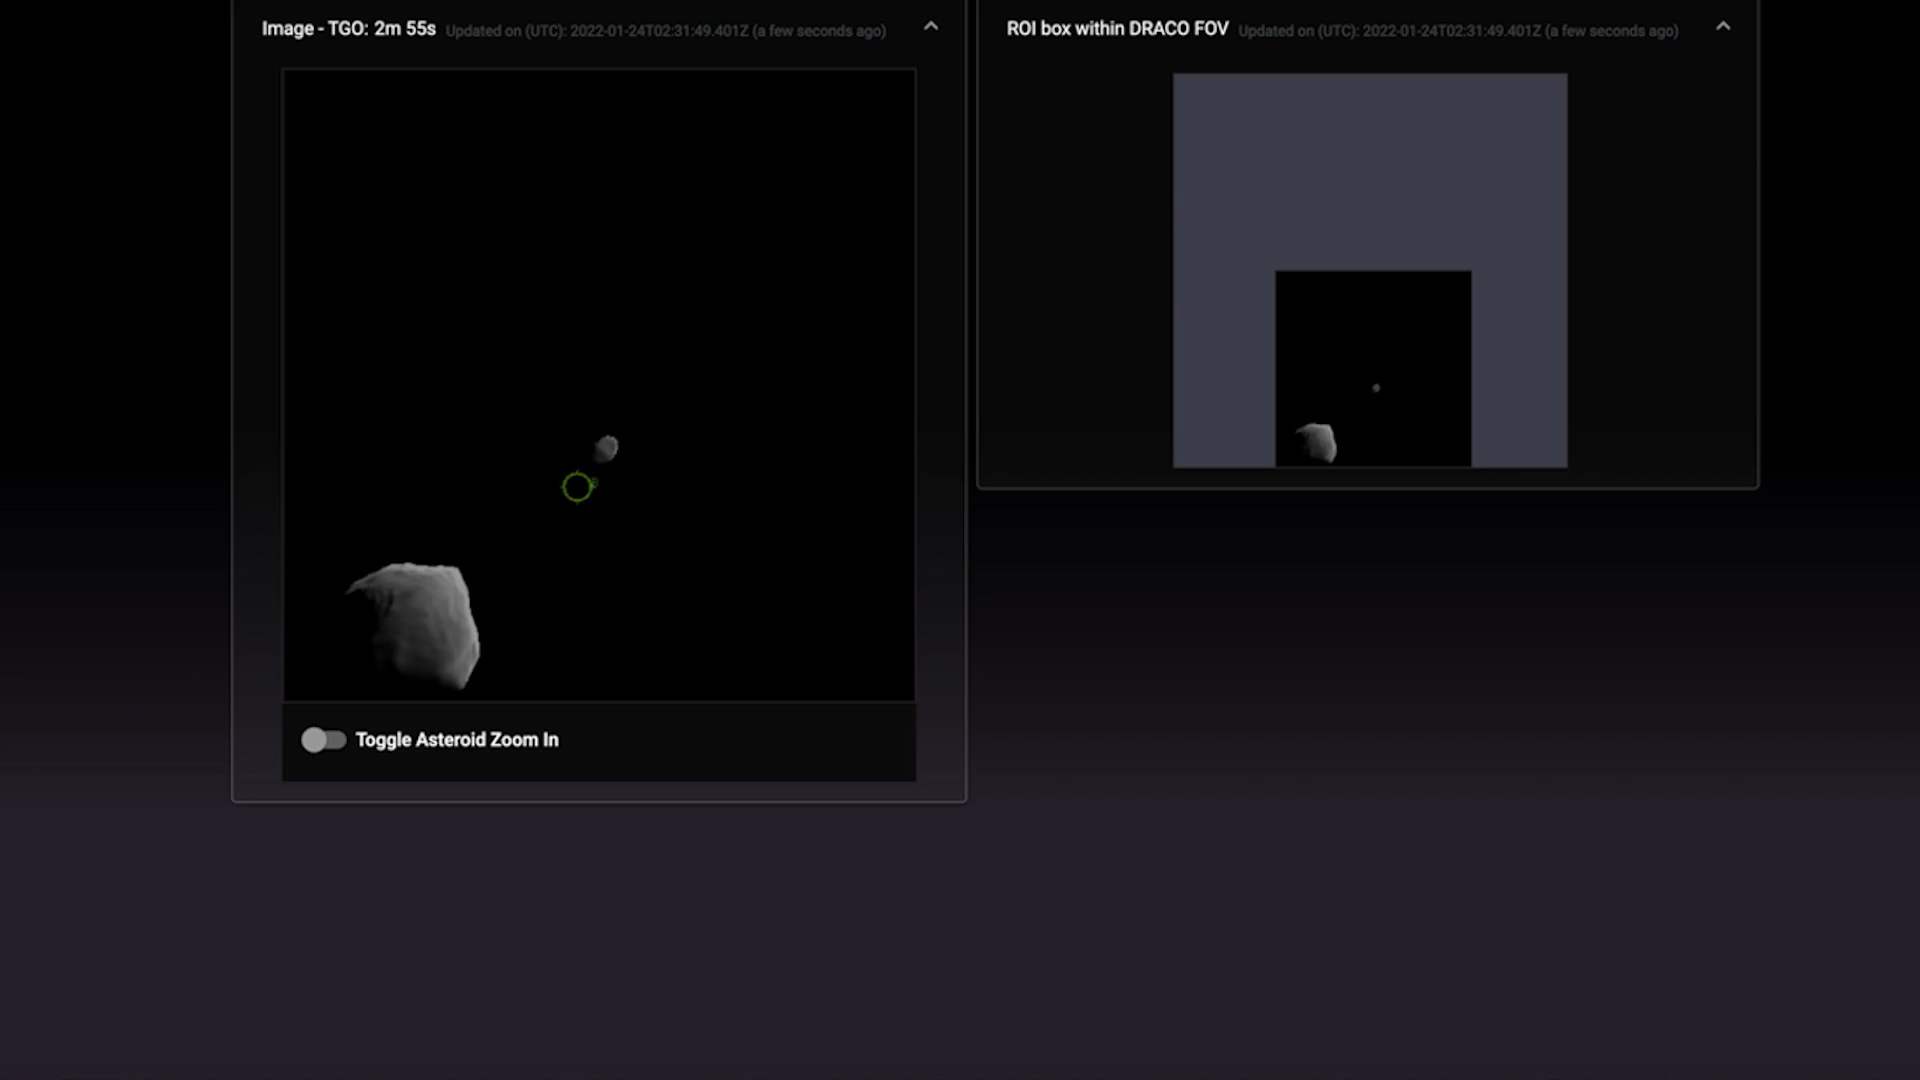 Image - TGO: 2m 55s Updated on (UTC): 2022-01-24T02:31:49.401Z (a few seconds ago)
ROI box within DRACO FOV Updated on (UTC): 2022-01-24T02:31:49.401Z (a few seconds ago)
Toggle Asteroid Zoom In